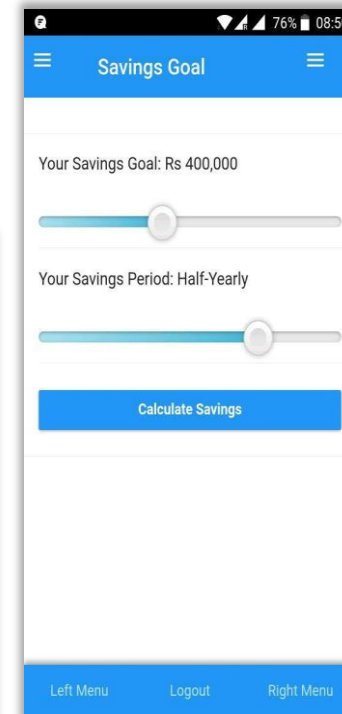 76% 08:5
Savings Goal
Your Savings Goal: Rs 400,000
Your Savings Period: Half-Yearly
Calculate Savings
Left Menu Logout Right Menu